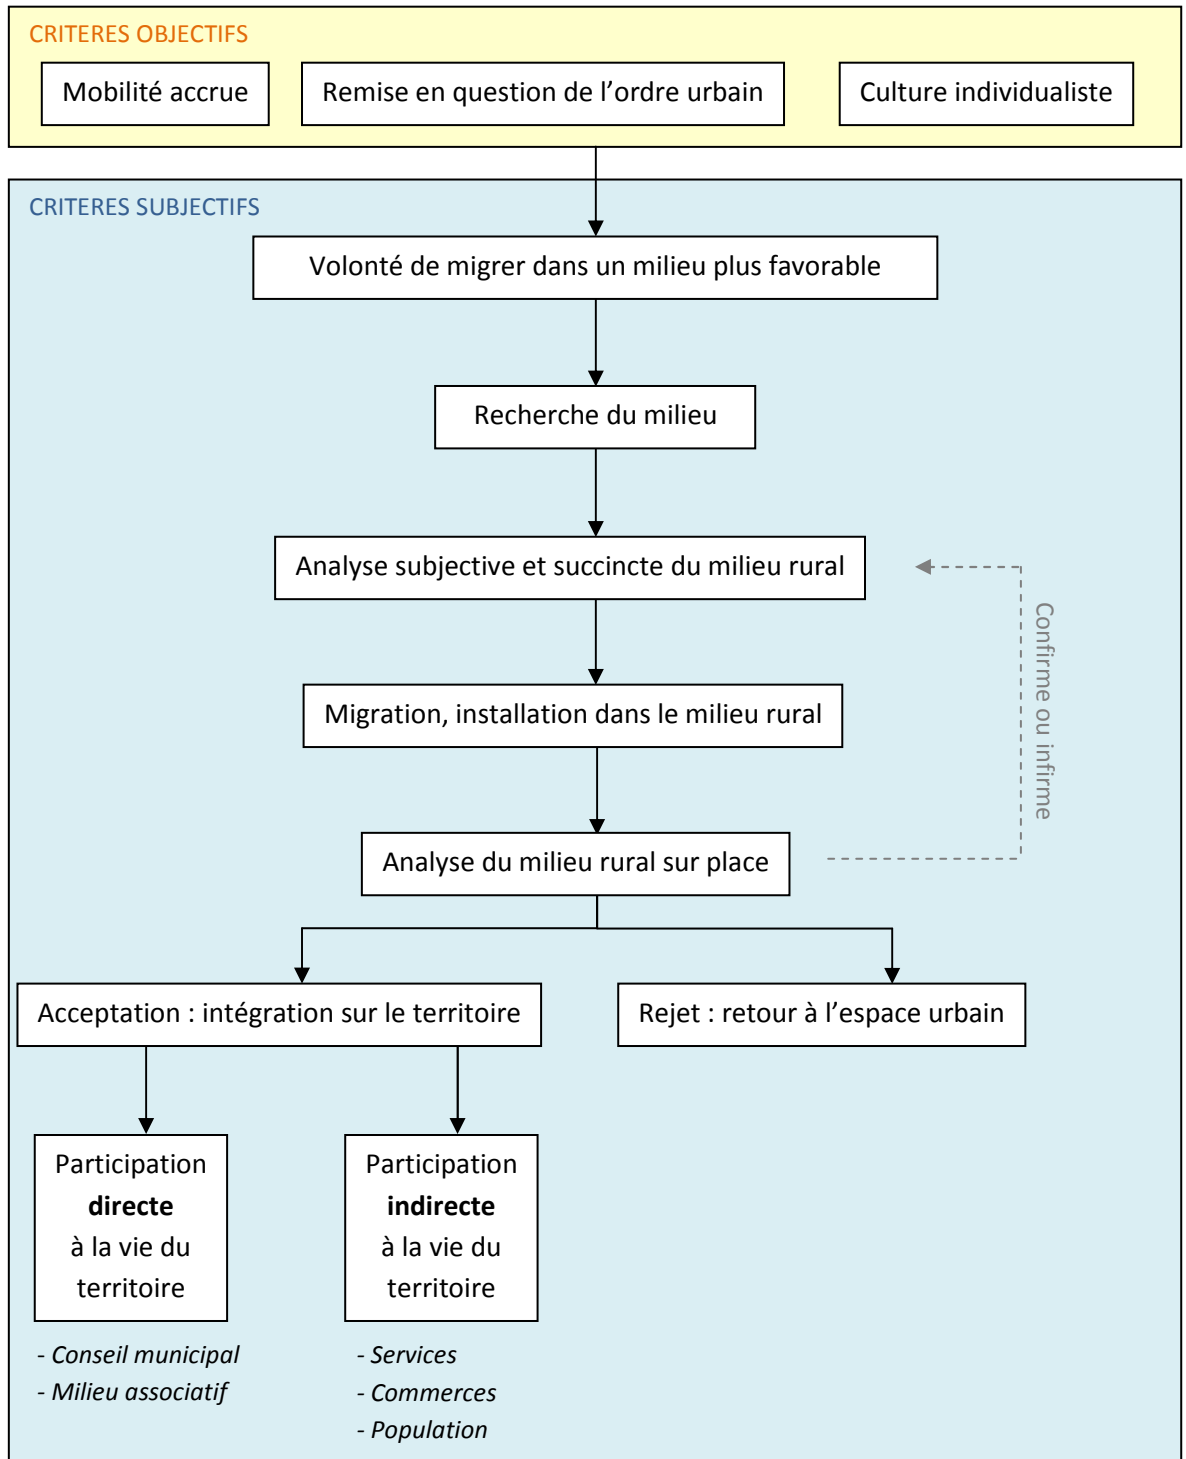 CRITERES OBJECTIFS
Mobilité accrue
Remise en question de l’ordre urbain
Culture individualiste
CRITERES SUBJECTIFS
Volonté de migrer dans un milieu plus favorable
Recherche du milieu
Analyse subjective et succincte du milieu rural
Confirme ou infirme
Migration, installation dans le milieu rural
Analyse du milieu rural sur place
Acceptation : intégration sur le territoire
Rejet : retour à l’espace urbain
Participation
directe
à la vie du
territoire
Participation
indirecte
à la vie du
territoire
- Conseil municipal
- Milieu associatif
- Services
- Commerces
- Population